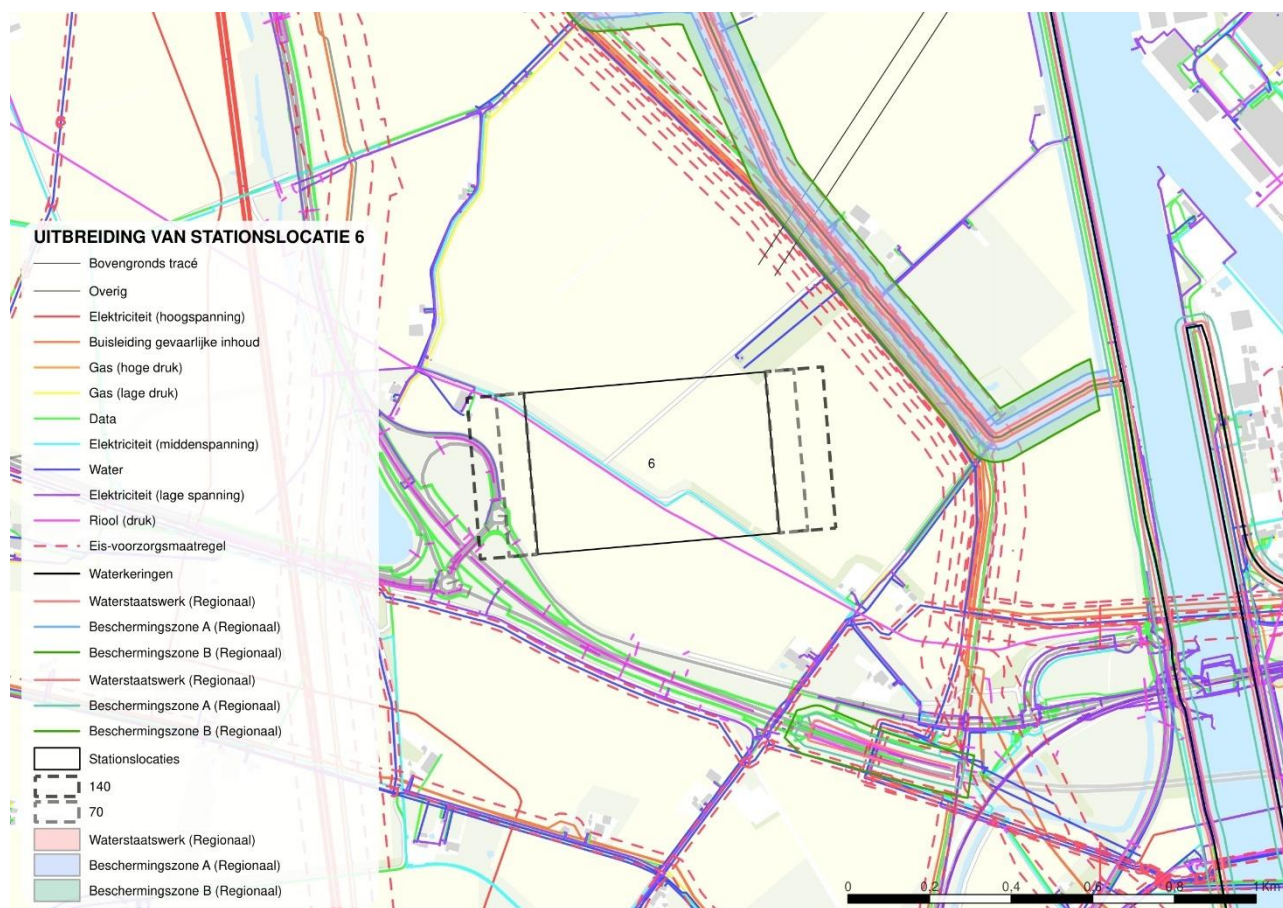 UITBREIDING VAN STATIONSLOCATIE 6
Bovengronds tracé
Overig
Elektriciteit (hoogspanning)
Buisleiding gevaarlijke inhoud
Gas (hoge druk)
Gas (lage druk)
Data
Elektriciteit (middenspanning)
Water
Elektriciteit (lage spanning)
Riool (druk)
Eis-voorzorgsmaatregel
Waterkeringen
Waterstaatswerk (Regionaal)
Beschermingszone A (Regionaal)
Beschermingszone B (Regionaal)
Waterstaatswerk (Regionaal)
Beschermingszone A (Regionaal)
Beschermingszone B (Regionaal)
Stationslocaties
140
70
Waterstaatswerk (Regionaal)
Beschermingszone A (Regionaal)
Beschermingszone B (Regionaal)
6
0 0.2 0.4 0.6 0.8 1 Km